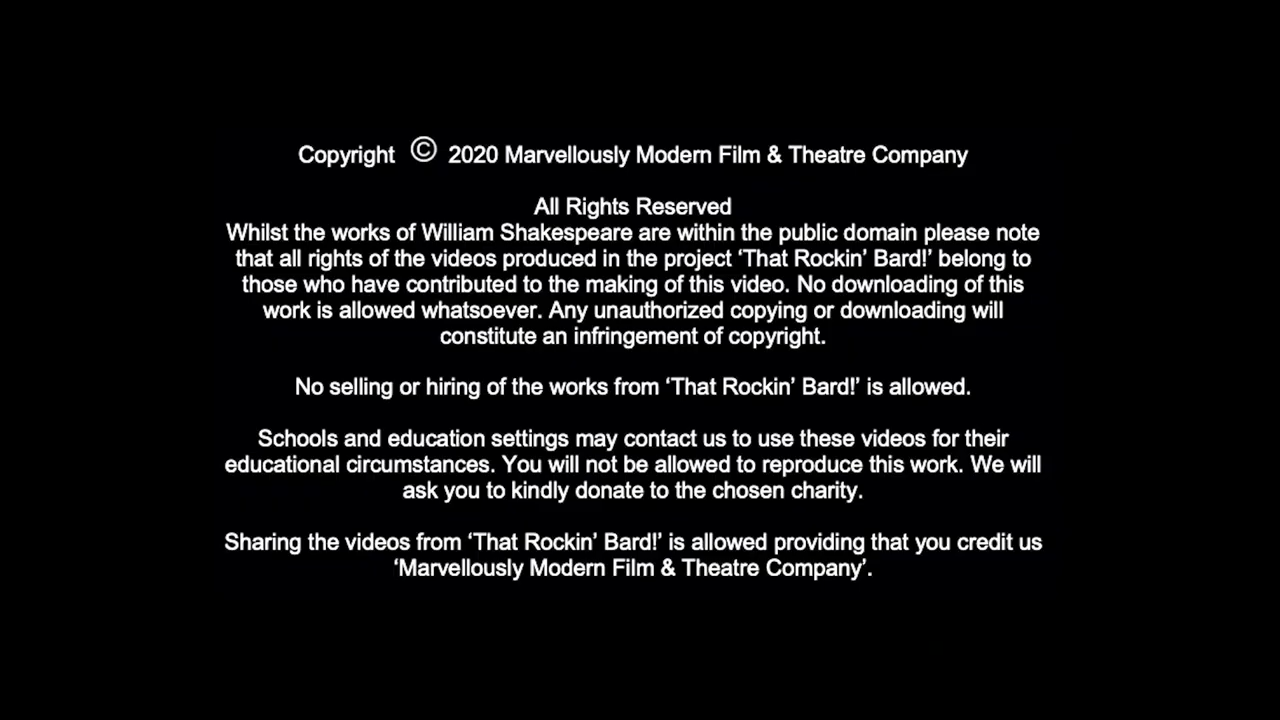 Copyright © 2020 Marvellously Modern Film & Theatre Company
All Rights Reserved
Whilst the works of William Shakespeare are within the public domain please note
that all rights of the videos produced in the project ‘That Rockin’ Bard!’ belong to
those who have contributed to the making of this video. No downloading of this
work is allowed whatsoever. Any unauthorized copying or downloading will
constitute an infringement of copyright.
No selling or hiring of the works from ‘That Rockin’ Bard!’ is allowed.
Schools and education settings may contact us to use these videos for their
educational circumstances. You will not be allowed to reproduce this work. We will
ask you to kindly donate to the chosen charity.
Sharing the videos from ‘That Rockin’ Bard!’ is allowed providing that you credit us
‘Marvellously Modern Film & Theatre Company’.